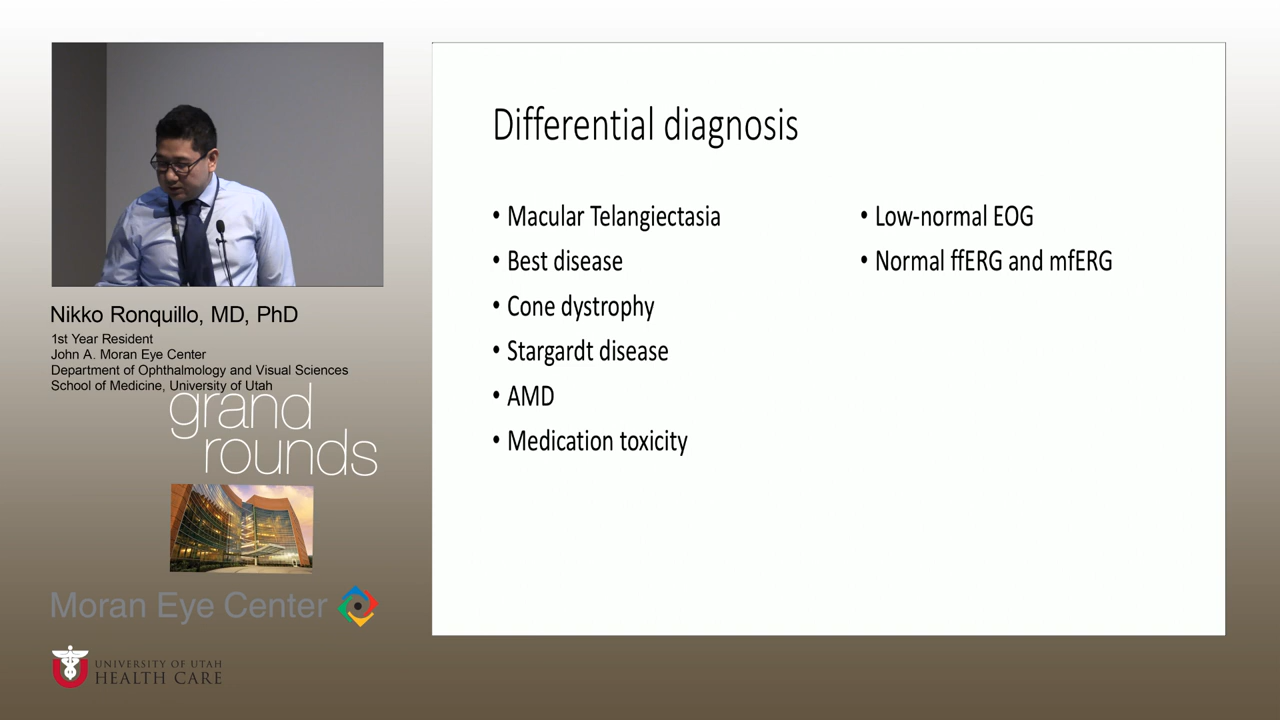 Differential diagnosis
• Macular Telangiectasia
• Best disease
• Cone dystrophy
• Stargardt disease
• AMD
• Medication toxicity
• Low-normal EOG
• Normal ffERG and mfERG
Nikko Ronquillo, MD, PhD
1st Year Resident
John A. Moran Eye Center
Department of Ophthalmology and Visual Sciences
School of Medicine, University of Utah
grand
rounds
Moran Eye Center
UNIVERSITY OF UTAH
HEALTH CARE